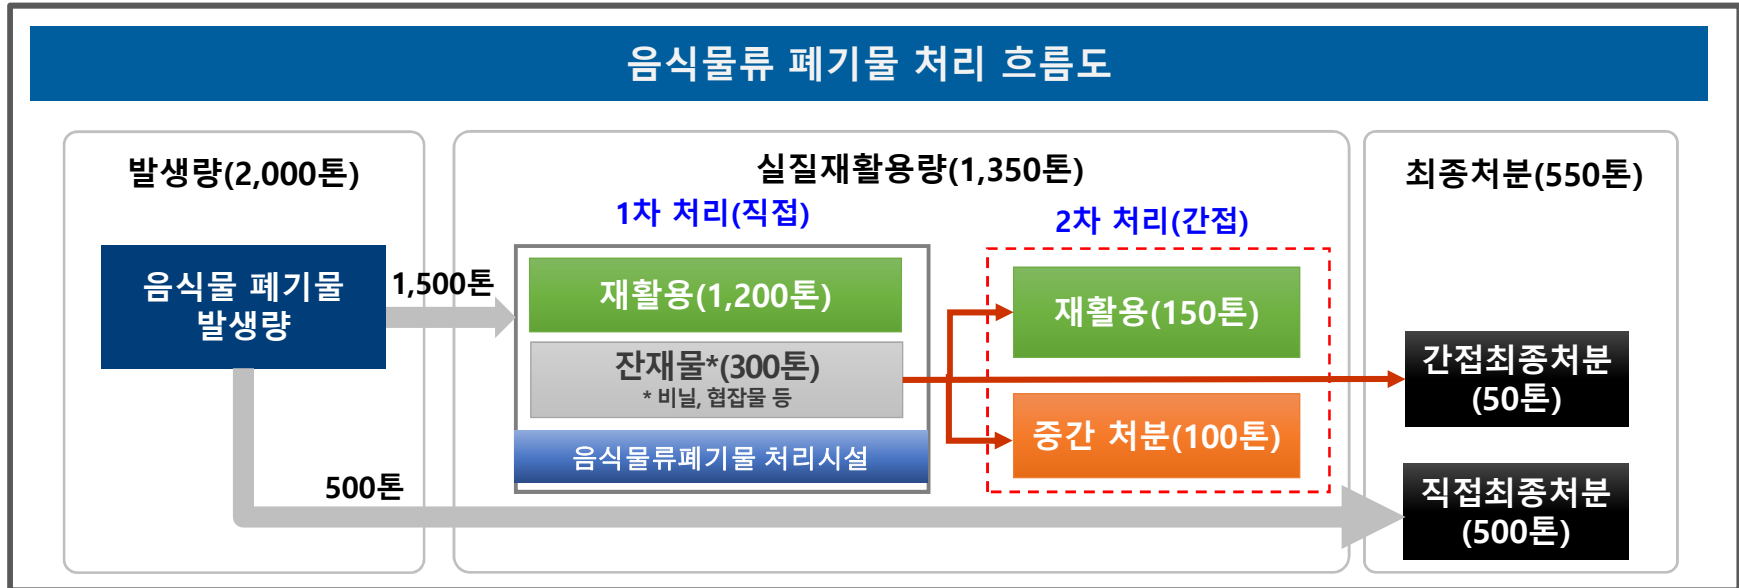 음식물류 폐기물 처리 흐름도
발생량(2,000톤)
음식물 폐기물
발생량
1,500톤
500톤
실질재활용량(1,350톤)
1차 처리(직접)
재활용(1,200톤)
잔재물*(300톤)
* 비닐, 협잡물 등
음식물류폐기물 처리시설
2차 처리(간접)
재활용(150톤)
중간 처분(100톤)
최종처분(550톤)
간접최종처분
(50톤)
직접최종처분
(500톤)